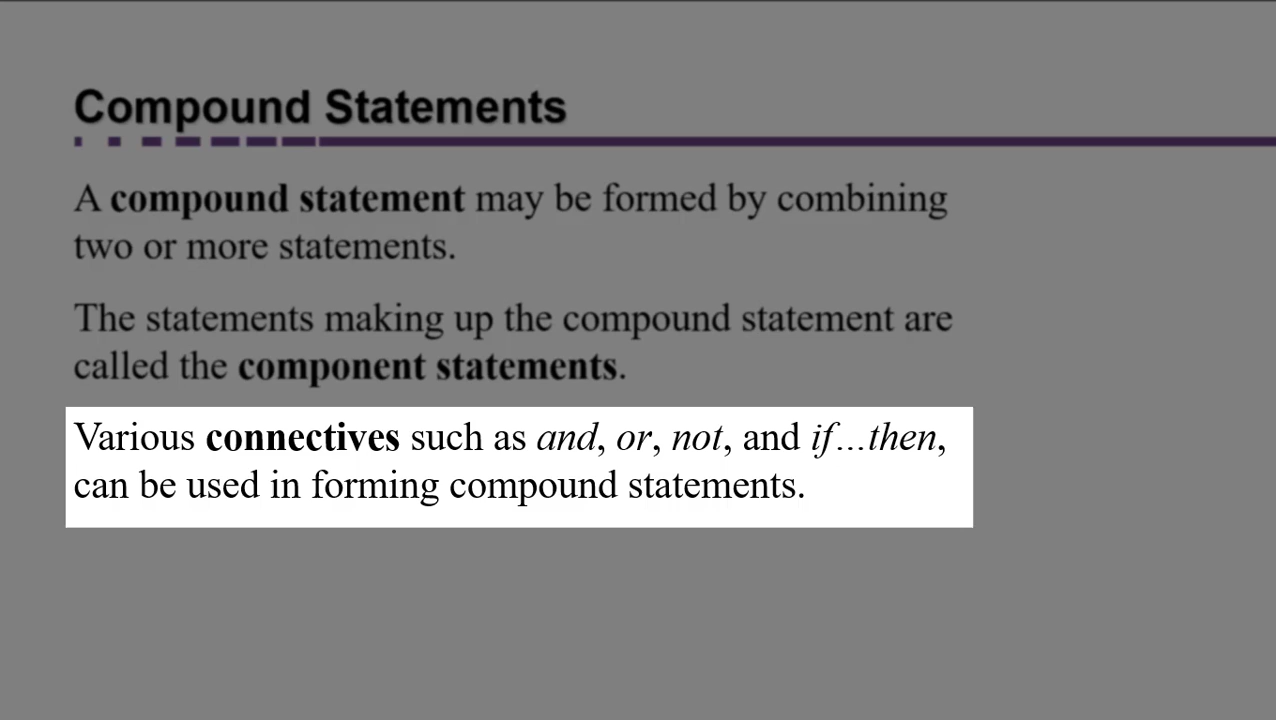 Compound Statements
A compound statement may be formed by combining
two or more statements.
The statements making up the compound statement are
called the component statements.
Various connectives such as and, or, not, and if…then,
can be used in forming compound statements.